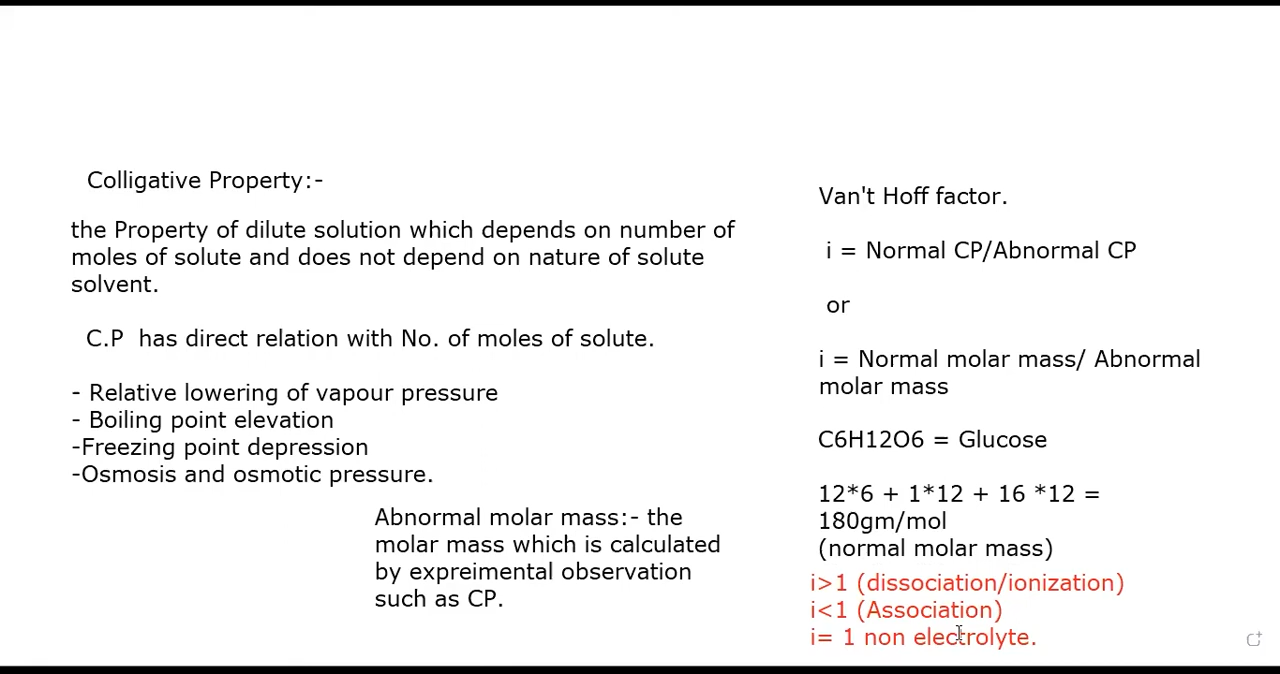 Colligative Property:-
the Property of dilute solution which depends on number of
moles of solute and does not depend on nature of solute
solvent.
C.P  has direct relation with No. of moles of solute.
- Relative lowering of vapour pressure
- Boiling point elevation
-Freezing point depression
-Osmosis and osmotic pressure.
Abnormal molar mass:- the
molar mass which is calculated
by expreimental observation
such as CP.
Van't Hoff factor.
i = Normal CP/Abnormal CP
or
i = Normal molar mass/ Abnormal
molar mass
C6H12O6 = Glucose
12*6 + 1*12 + 16 *12 =
180gm/mol
(normal molar mass)
i>1 (dissociation/ionization)
i<1 (Association)
i= 1 non electrolyte.